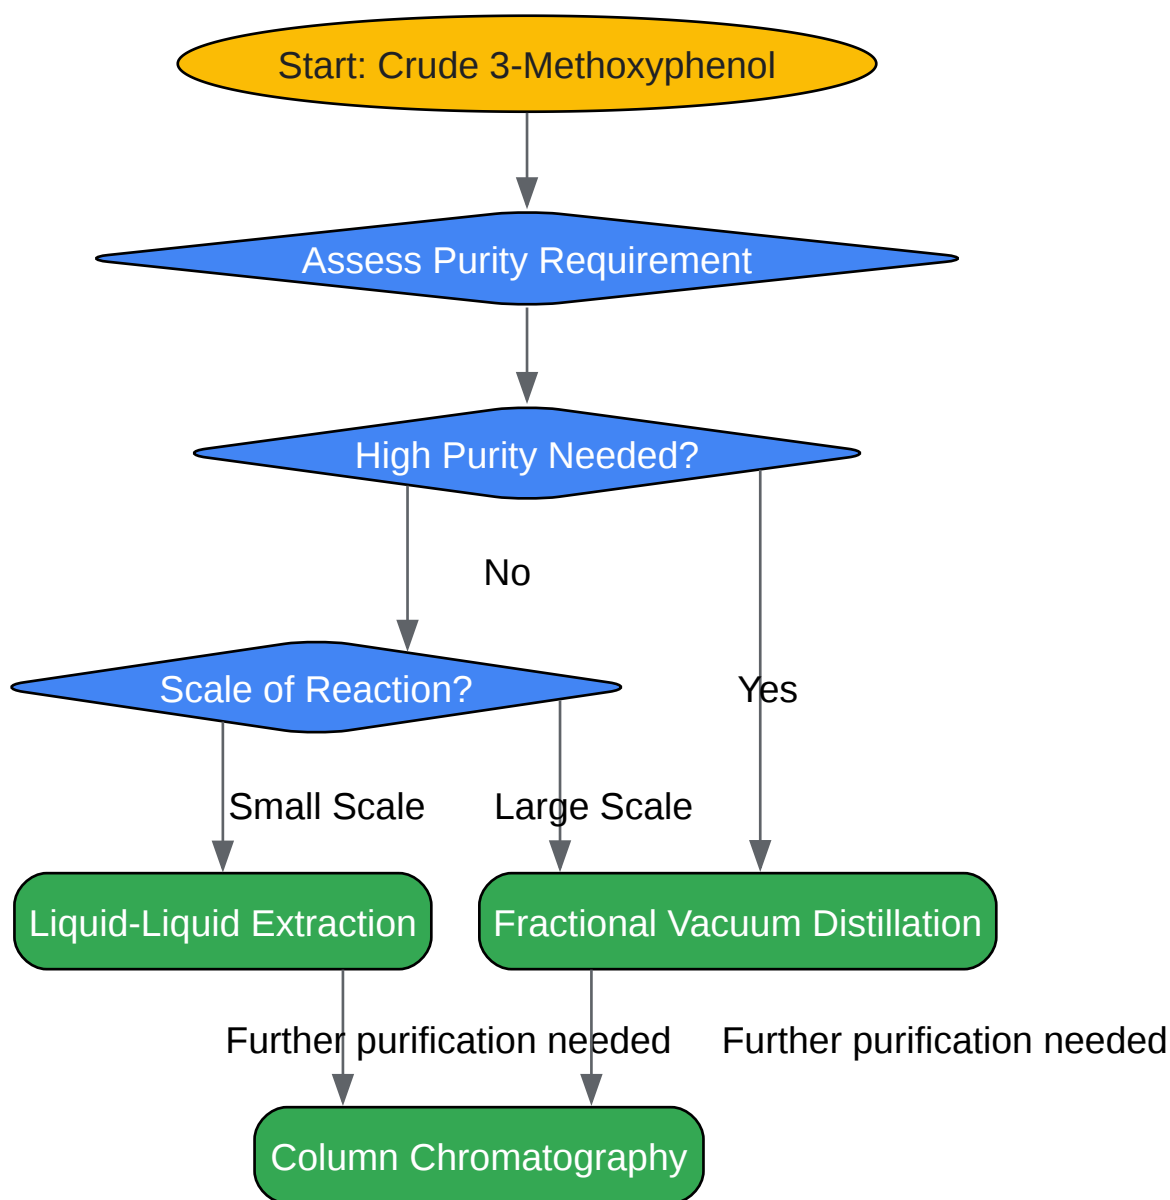 Start: Crude 3-Methoxyphenol
Assess Purity Requirement
High Purity Needed?
No
Scale of Reaction?
Yes
Small Scale
Large Scale
Liquid-Liquid Extraction
Fractional Vacuum Distillation
Further purification needed
Further purification needed
Column Chromatography